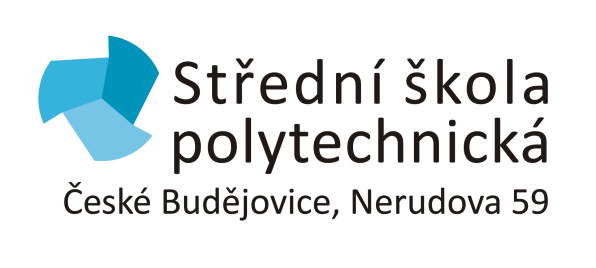 Střední škola
polytechnická
České Budějovice, Nerudova 59